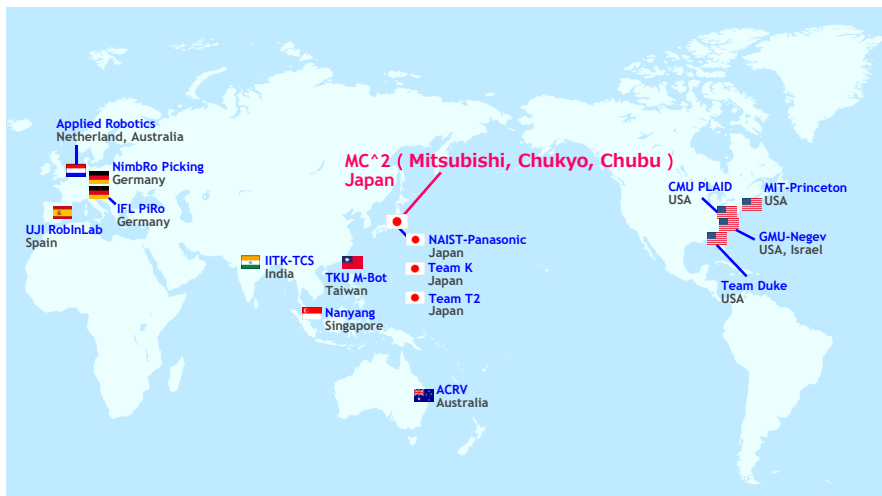 Applied Robotics
Netherland, Australia
NimbRo Picking
Germany
IFL PiRo
Germany
UJI RobInLab
Spain
MC^2 ( Mitsubishi, Chukyo, Chubu )
Japan
NAIST-Panasonic
Japan
Team K
Japan
Team T2
Japan
IITK-TCS
India
TKU M-Bot
Taiwan
Nanyang
Singapore
ACRV
Australia
CMU PLAID
USA
MIT-Princeton
USA
GMU-Negev
USA, Israel
Team Duke
USA